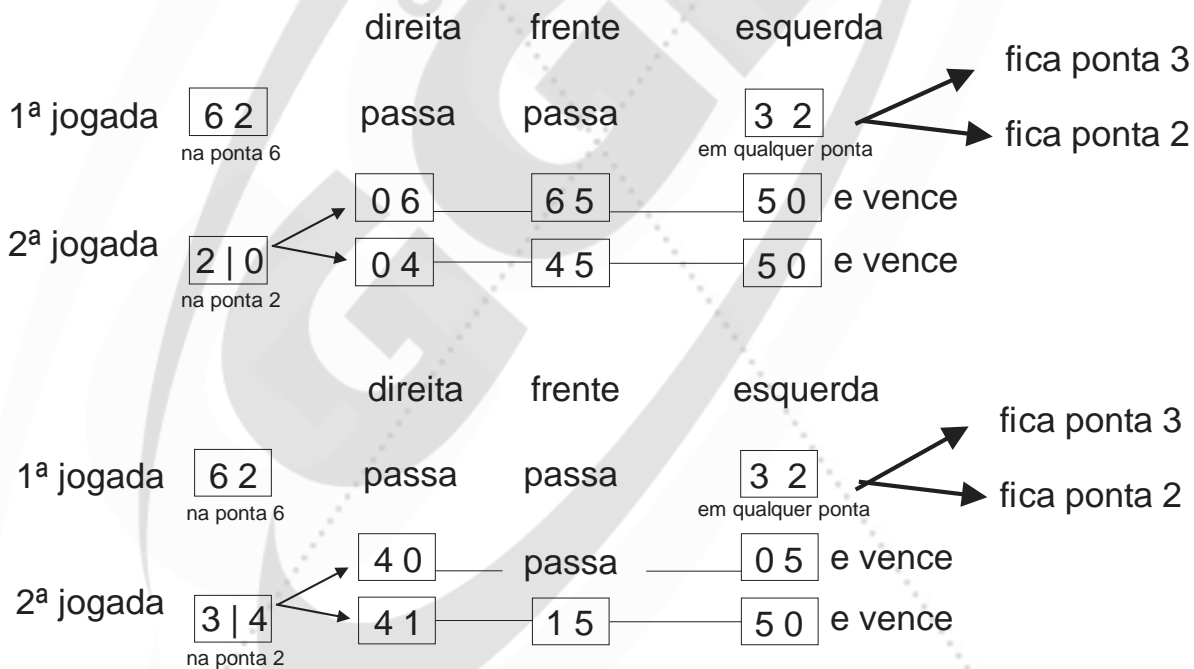 direita frente esquerda
fica ponta 3
1ª jogada 6 2 passa passa 3 2
na ponta 6 em qualquer ponta
fica ponta 2
0 6 6 5 5 0 e vence
2ª jogada 2 | 0
na ponta 2
0 4 4 5 5 0 e vence
direita frente esquerda
fica ponta 3
1ª jogada 6 2 passa passa 3 2
na ponta 6 em qualquer ponta
fica ponta 2
4 0 passa 0 5 e vence
2ª jogada 3 | 4
na ponta 2
4 1 1 5 5 0 e vence